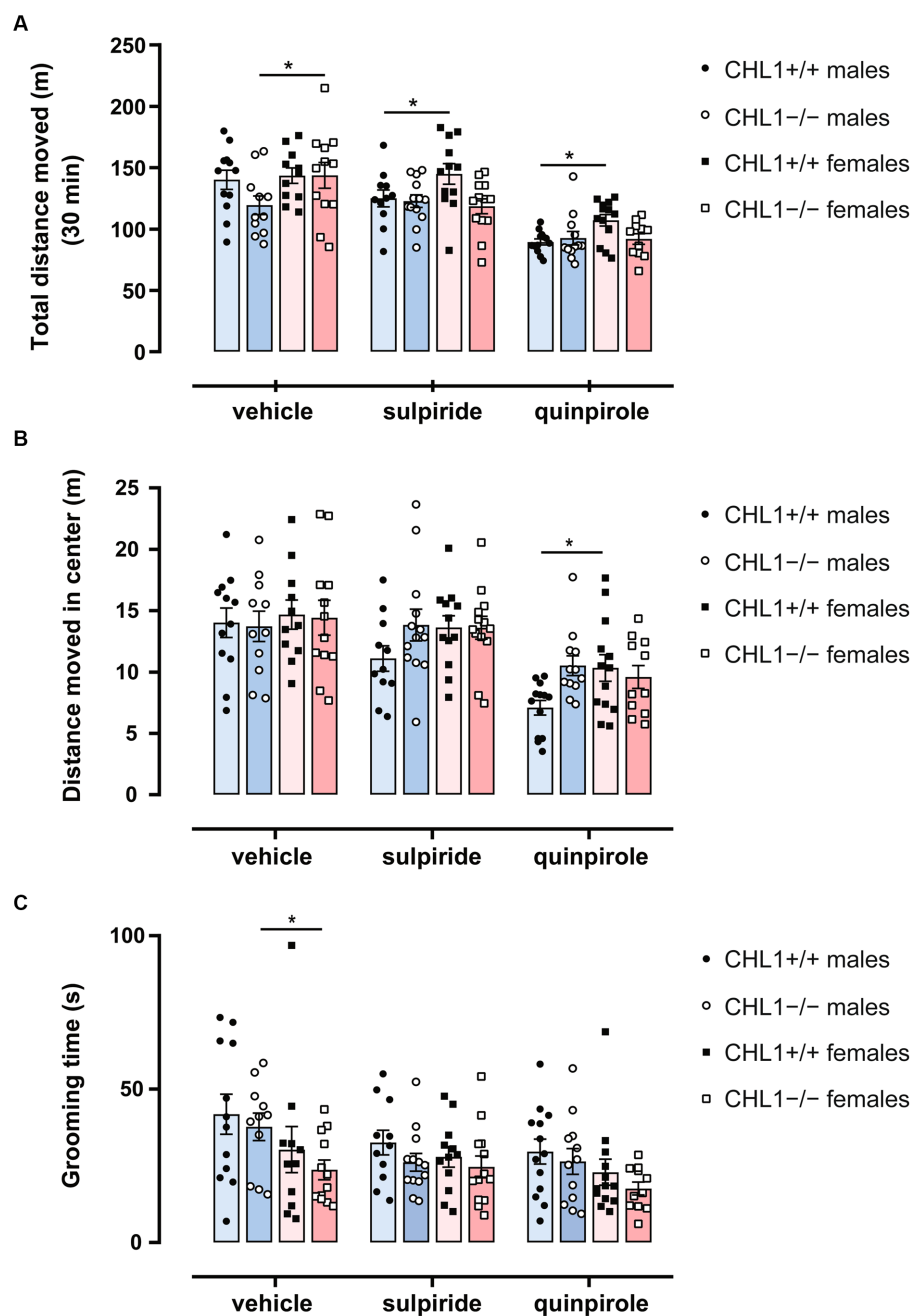 A
Total distance moved (m)
(30 min)
250
200
150
100
50
0
*
*
*
vehicle
sulpiride
quinpirole
CHL1+/+ males
CHL1−/− males
CHL1+/+ females
CHL1−/− females
B
Distance moved in center (m)
25
20
15
10
5
0
*
vehicle
sulpiride
quinpirole
CHL1+/+ males
CHL1−/− males
CHL1+/+ females
CHL1−/− females
C
Grooming time (s)
100
50
0
*
vehicle
sulpiride
quinpirole
CHL1+/+ males
CHL1−/− males
CHL1+/+ females
CHL1−/− females